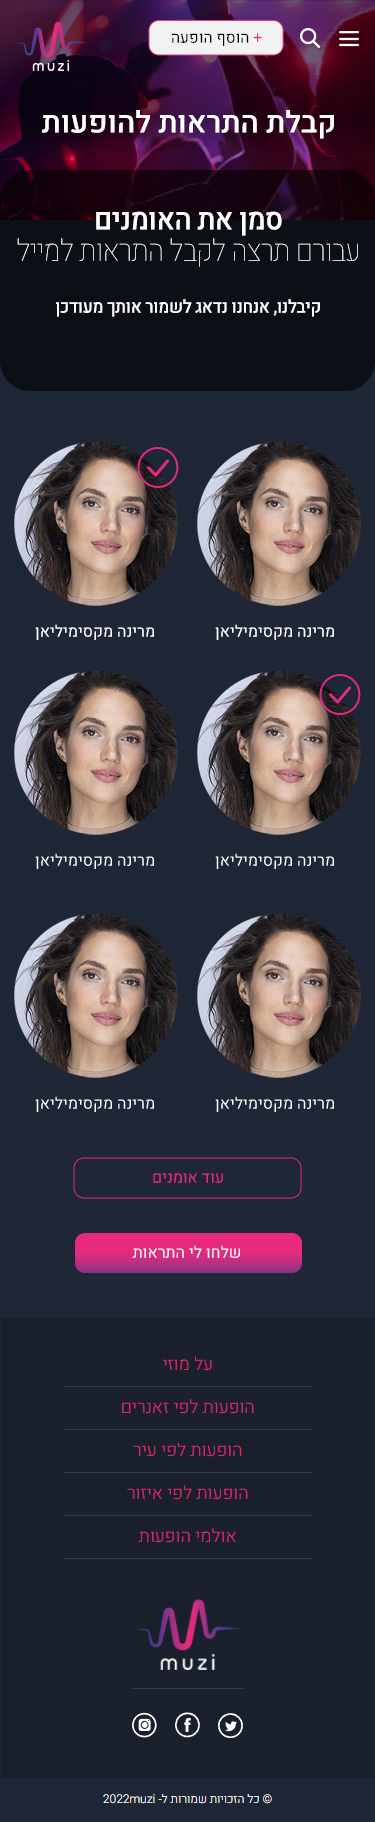 + הוסף הופעה
muzi
קבלת התראות להופעות
סמן את האומנים
עבורם תרצה לקבל התראות למייל
קיבלנו, אנחנו נדאג לשמור אותך מעודכן
מרינה מקסימיליאן
מרינה מקסימיליאן
מרינה מקסימיליאן
מרינה מקסימיליאן
מרינה מקסימיליאן
מרינה מקסימיליאן
עוד אומנים
שלחו לי התראות
על מוזי
הופעות לפי זאנרים
הופעות לפי עיר
הופעות לפי איזור
אולמי הופעות
muzi
© כל הזכויות שמורות ל- 2022muzi